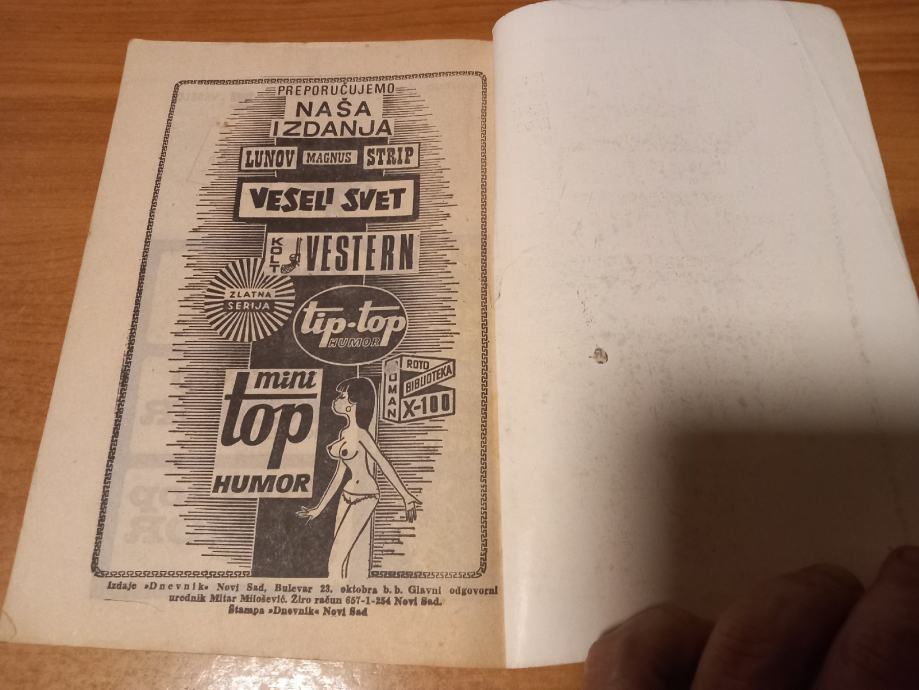 PREPORUČUJEMO
NAŠA
IZDANJA
LUNOV MAGNUS STRIP
VESELI SVET
KOLT VESTERN
ZLATNA
SERIJA
tip-top
HUMOR
ROMAN ROTO
BIBLIOTEKA
X-100
mini
top
HUMOR
Izdaje »Dnevnik« Novi Sad, Bulevar 23. oktobra b. b. Glavni odgovorni
urednik Mitar Milošević. Žiro račun 657-1-254 Novi Sad.
Štampa »Dnevnik« Novi Sad